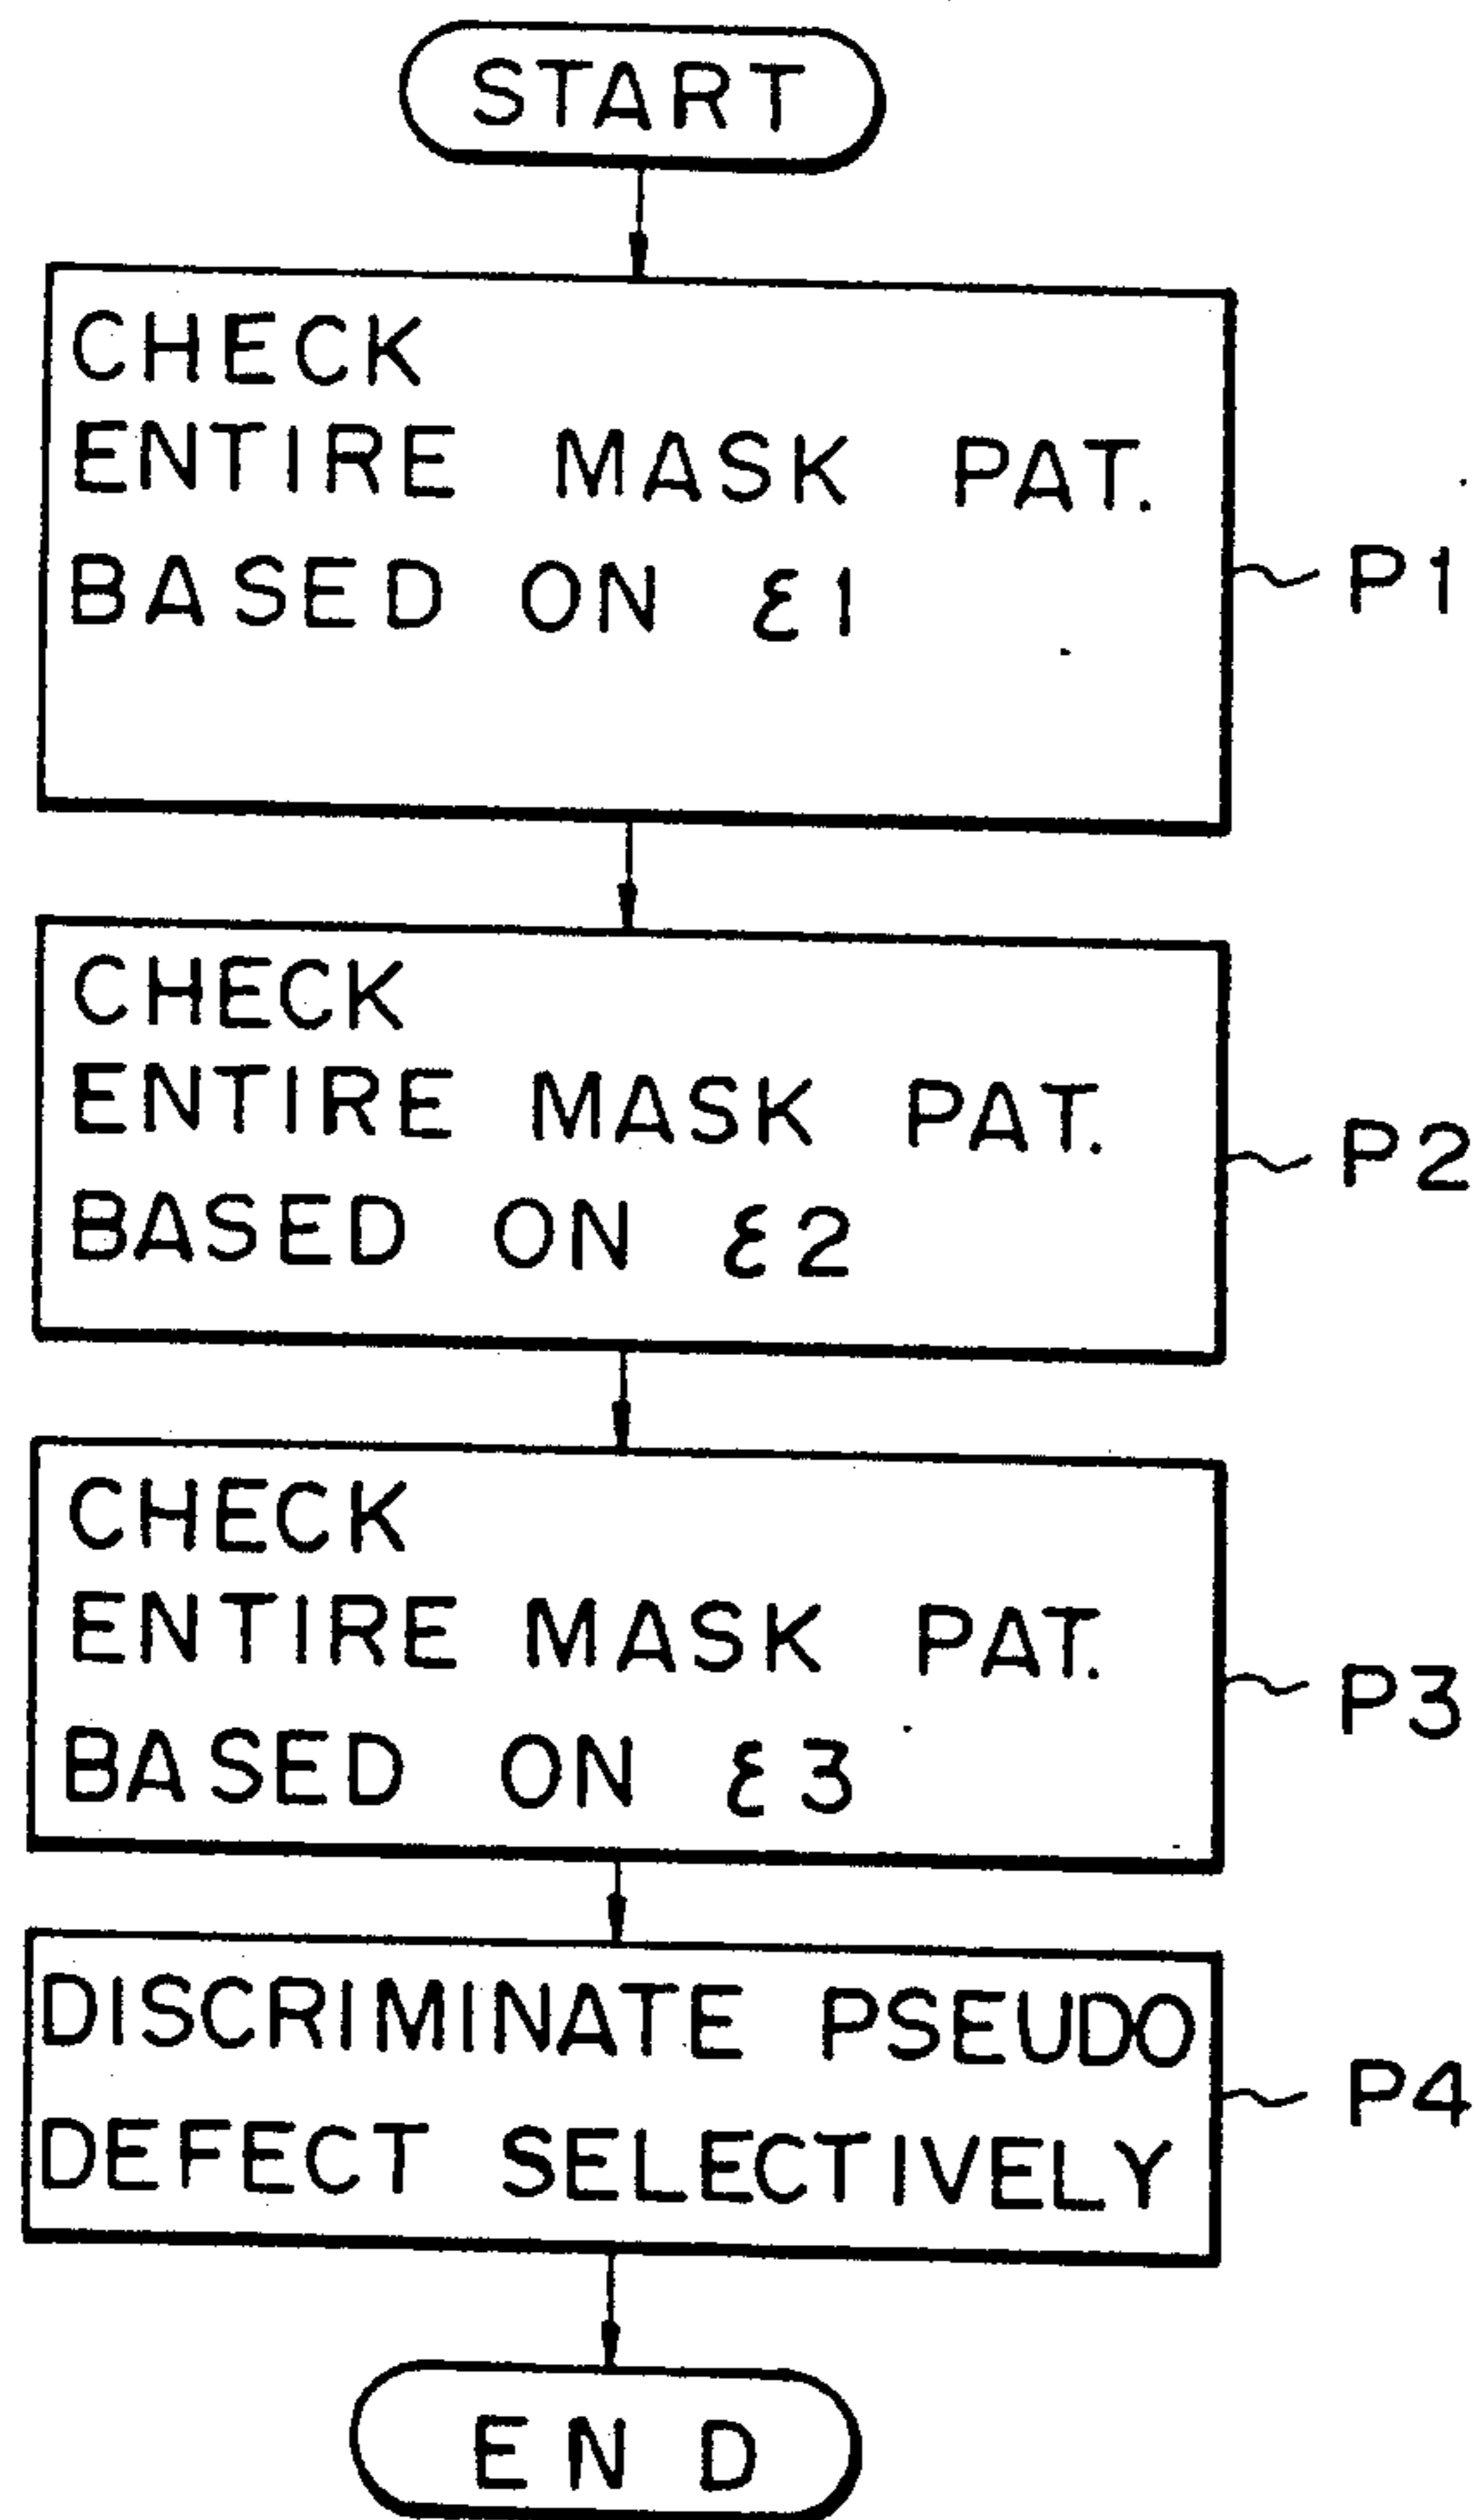 START
CHECK
ENTIRE MASK PAT.
BASED ON ε1
P1
CHECK
ENTIRE MASK PAT.
BASED ON ε2
P2
CHECK
ENTIRE MASK PAT.
BASED ON ε3
P3
DISCRIMINATE PSEUDO
DEFECT SELECTIVELY
P4
END